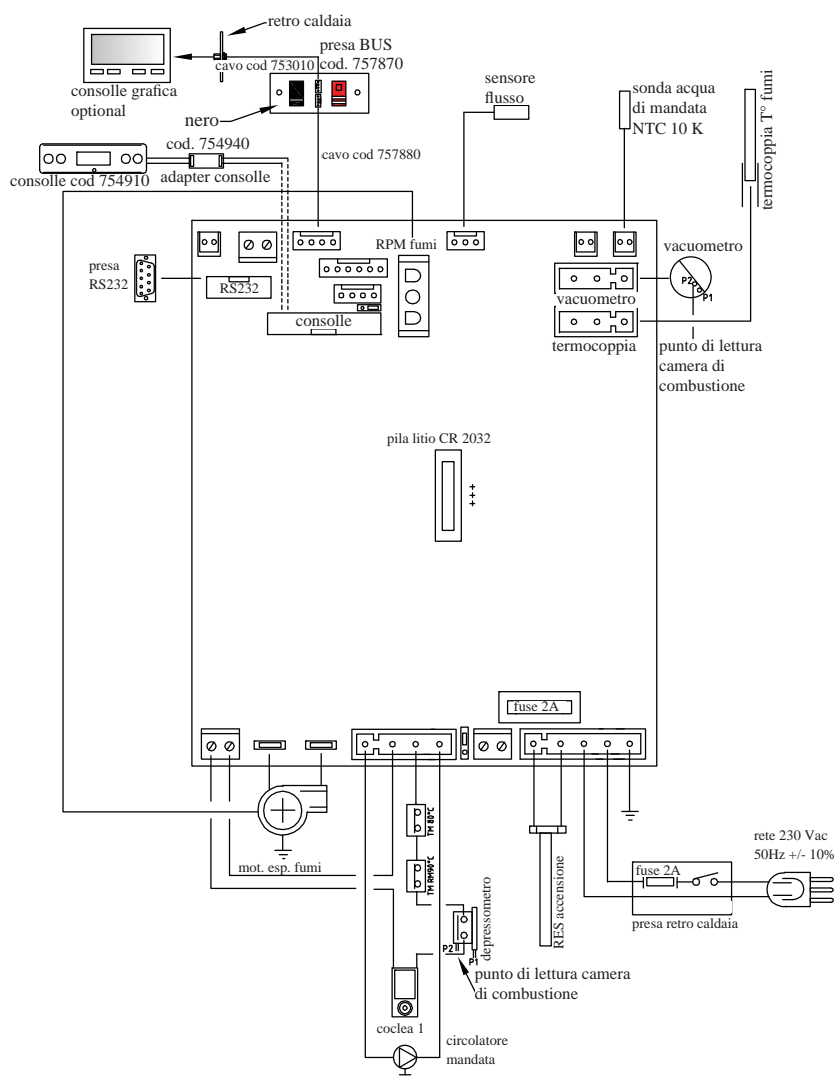 retro caldaia
presa BUS
cod. 757870
cavo cod 753010
consolle grafica
optional
nero
sensore
flusso
sonda acqua
di mandata
NTC 10 K
termocoppia T° fumi
cod. 754940
cavo cod 757880
consolle cod 754910
adapter consolle
RPM fumi
vacuometro
presa
RS232
RS232
P2
P1
vacuometro
consolle
termocoppia
punto di lettura
camera di
combustione
pila litio CR 2032
+++
fuse 2A
TM 80°C
rete 230 Vac
50Hz +/- 10%
mot. esp. fumi
TM RM90°C
fuse 2A
depressometro
RES accensione
presa retro caldaia
P2
P1
punto di lettura camera
di combustione
coclea 1
circolatore
mandata